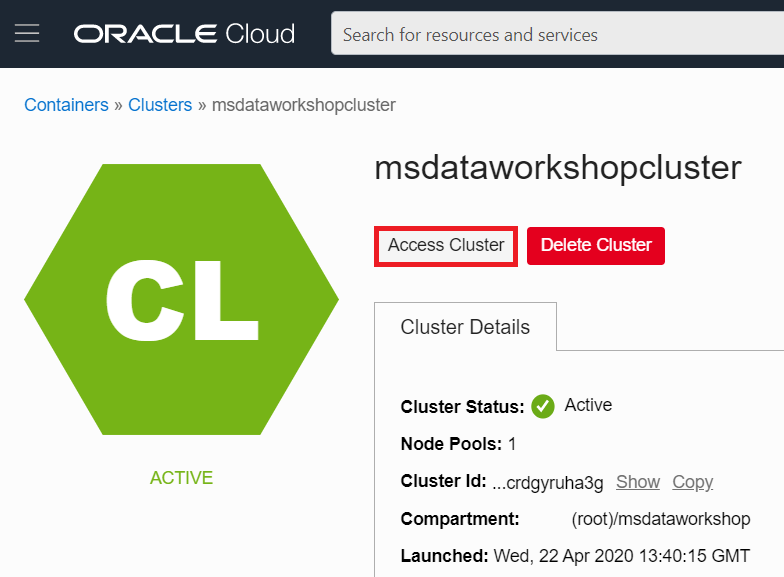 ORACLE Cloud
Search for resources and services
Containers » Clusters » msdataworkshopcluster
msdataworkshopcluster
Access Cluster
Delete Cluster
CL
ACTIVE
Cluster Details
Cluster Status: Active
Node Pools: 1
Cluster Id: ...crdgyruha3g Show Copy
Compartment: (root)/msdataworkshop
Launched: Wed, 22 Apr 2020 13:40:15 GMT